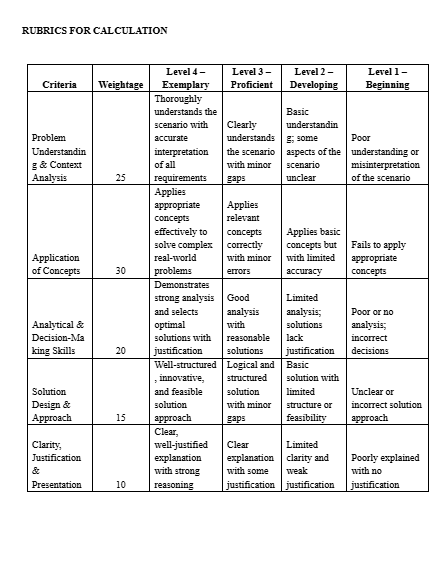 RUBRICS FOR CALCULATION
Criteria
Weightage
Level 4 –
Exemplary
Level 3 –
Proficient
Level 2 –
Developing
Level 1 –
Beginning
Problem
Understandin
g & Context
Analysis
25
Thoroughly
understands the
scenario with
accurate
interpretation
of all
requirements
Clearly
understands
the scenario
with minor
gaps
Basic
understandin
g; some
aspects of the
scenario
unclear
Poor
understanding or
misinterpretation
of the scenario
Application
of Concepts
30
Applies
appropriate
concepts
effectively to
solve complex
real-world
problems
Applies
relevant
concepts
correctly
with minor
errors
Applies basic
concepts but
with limited
accuracy
Fails to apply
appropriate
concepts
Analytical &
Decision-Ma
king Skills
20
Demonstrates
strong analysis
and selects
optimal
solutions with
justification
Good
analysis
with
reasonable
solutions
Limited
analysis;
solutions
lack
justification
Poor or no
analysis;
incorrect
decisions
Solution
Design &
Approach
15
Well-structured
, innovative,
and feasible
solution
approach
Logical and
structured
solution
with minor
gaps
Basic
solution with
limited
structure or
feasibility
Unclear or
incorrect solution
approach
Clarity,
Justification
&
Presentation
10
Clear,
well-justified
explanation
with strong
reasoning
Clear
explanation
with some
justification
Limited
clarity and
weak
justification
Poorly explained
with no
justification